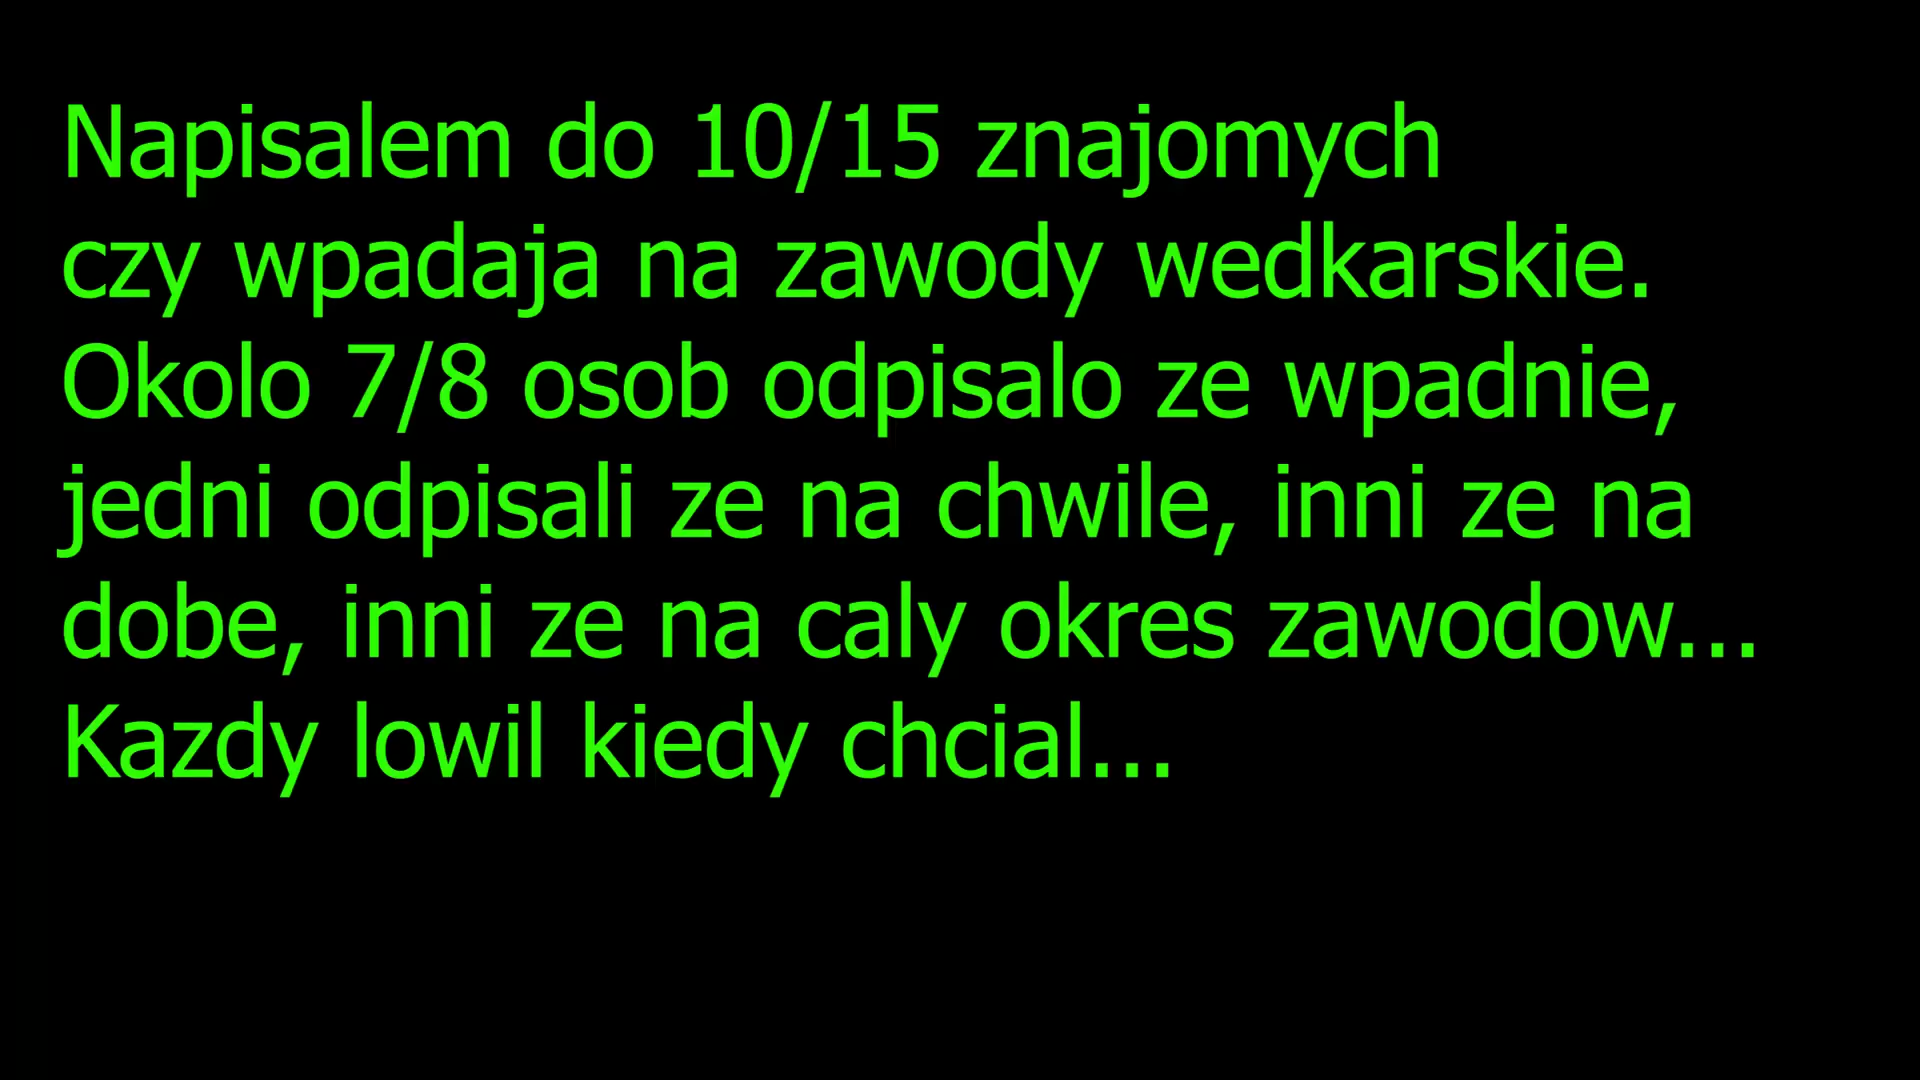 Napisalem do 10/15 znajomych
czy wpadaja na zawody wedkarskie.
Okolo 7/8 osob odpisalo ze wpadnie,
jedni odpisali ze na chwile, inni ze na
dobe, inni ze na caly okres zawodow...
Kazdy lowil kiedy chcial...